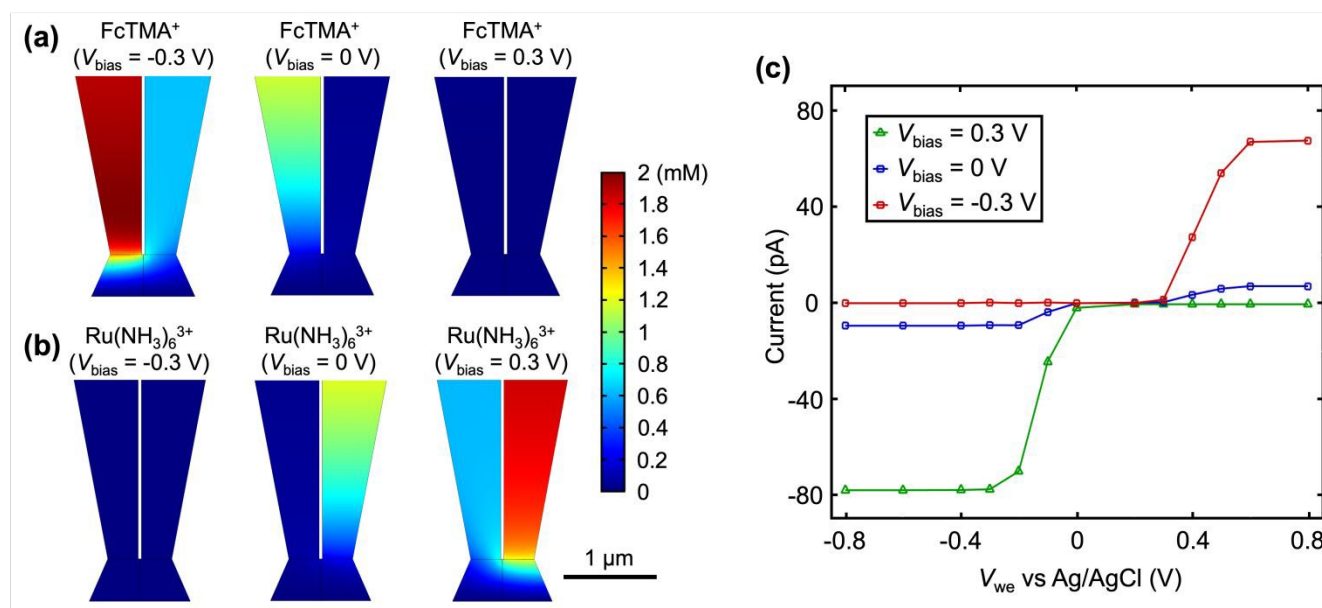 (a)
FcTMA⁺
(V_bias = -0.3 V)
FcTMA⁺
(V_bias = 0 V)
FcTMA⁺
(V_bias = 0.3 V)
(b)
Ru(NH₃)₆³⁺
(V_bias = -0.3 V)
Ru(NH₃)₆³⁺
(V_bias = 0 V)
Ru(NH₃)₆³⁺
(V_bias = 0.3 V)
2 (mM)
1.8
1.6
1.4
1.2
1
0.8
0.6
0.4
0.2
0
1 μm
(c)
V_bias = 0.3 V
V_bias = 0 V
V_bias = -0.3 V
Current (pA)
80
40
0
-40
-80
-0.8
-0.4
0
0.4
0.8
V_we vs Ag/AgCl (V)